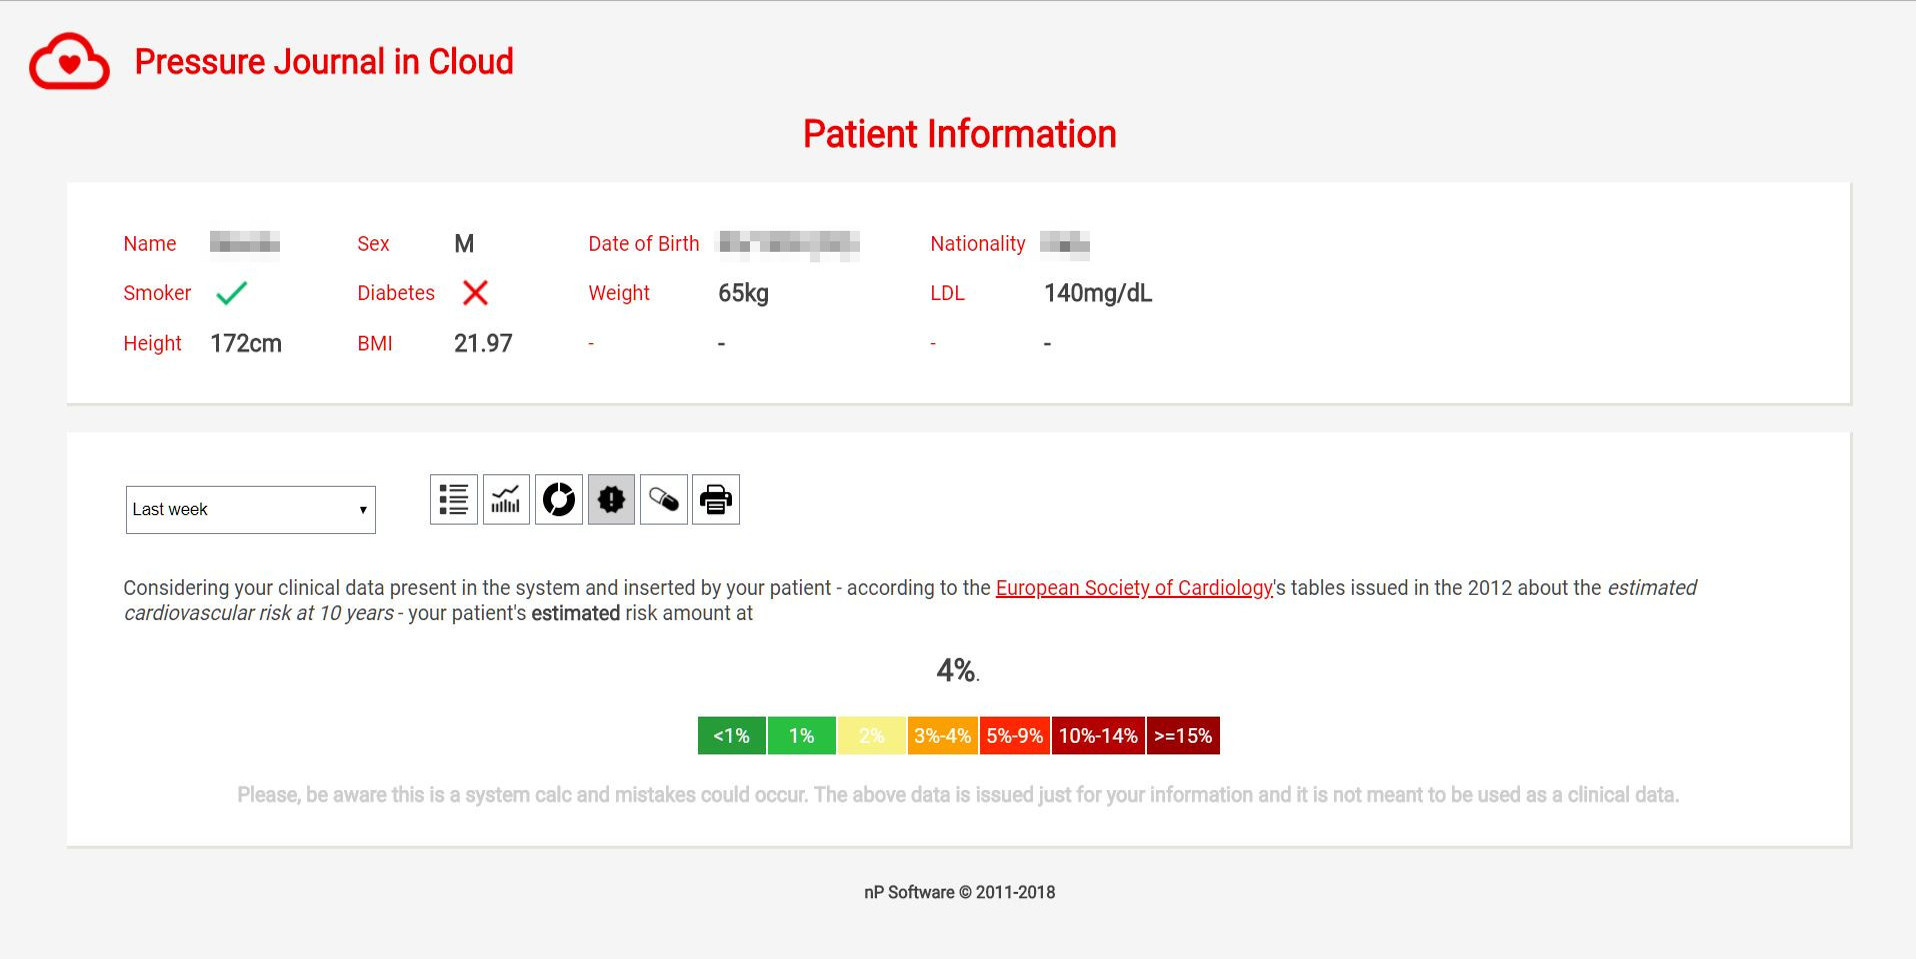 Pressure Journal in Cloud
Patient Information
Name Sex M Date of Birth Nationality
Smoker Diabetes Weight 65kg LDL 140mg/dL
Height 172cm BMI 21.97 - - - -
Last week
Considering your clinical data present in the system and inserted by your patient - according to the European Society of Cardiology's tables issued in the 2012 about the estimated
cardiovascular risk at 10 years - your patient's estimated risk amount at
4%.
<1% 1% 2% 3%-4% 5%-9% 10%-14% >=15%
Please, be aware this is a system calc and mistakes could occur. The above data is issued just for your information and it is not meant to be used as a clinical data.
nP Software © 2011-2018